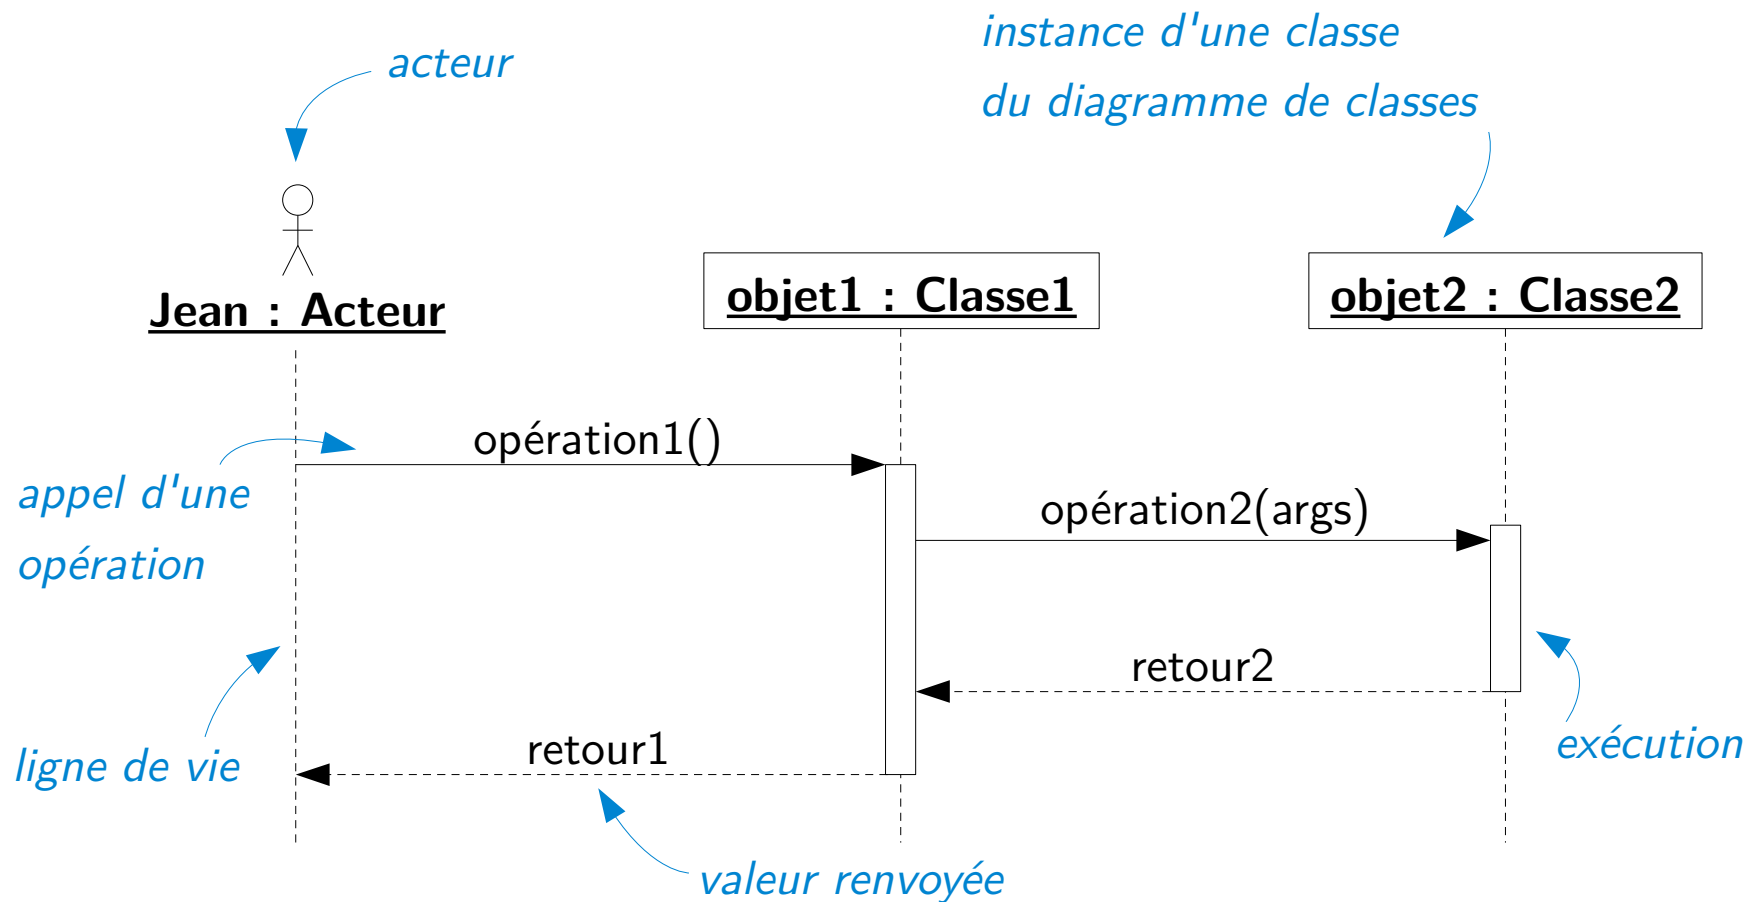 instance d'une classe
acteur
du diagramme de classes
Jean : Acteur
objet1 : Classe1
objet2 : Classe2
opération1()
appel d'une
opération
opération2(args)
retour2
retour1
ligne de vie
exécution
valeur renvoyée